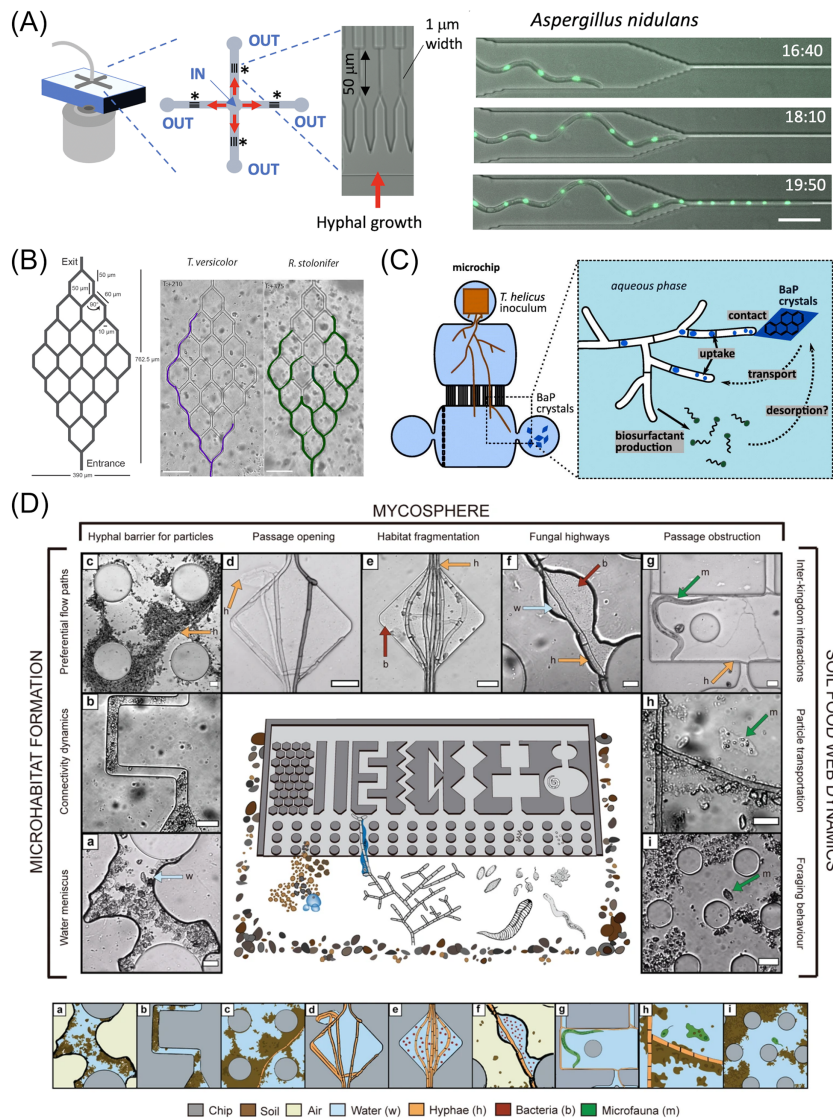 (A)
OUT
IN
*
*
*
*
OUT
OUT
OUT
50 µm
1 µm
width
Hyphal growth
Aspergillus nidulans
16:40
18:10
19:50
(B)
Exit
50 µm
50 µm
60 µm
90°
10 µm
762.5 µm
Entrance
390 µm
T. versicolor
R. stolonifer
T:+210
T:+175
(C)
microchip
T. helicus
inoculum
BaP
crystals
aqueous phase
BaP
crystals
contact
uptake
transport
desorption?
biosurfactant
production
(D)
MYCOSPHERE
Hyphal barrier for particles
Passage opening
Habitat fragmentation
Fungal highways
Passage obstruction
MICROHABITAT FORMATION
Preferential flow paths
Connectivity dynamics
Water meniscus
SOIL FOOD WEB DYNAMICS
Inter-kingdom interactions
Particle transportation
Foraging behaviour
c
h
d
h
e
h
b
f
b
w
h
g
m
h
b
h
m
a
w
i
m
a
b
c
d
e
f
g
h
i
Chip
Soil
Air
Water (w)
Hyphae (h)
Bacteria (b)
Microfauna (m)